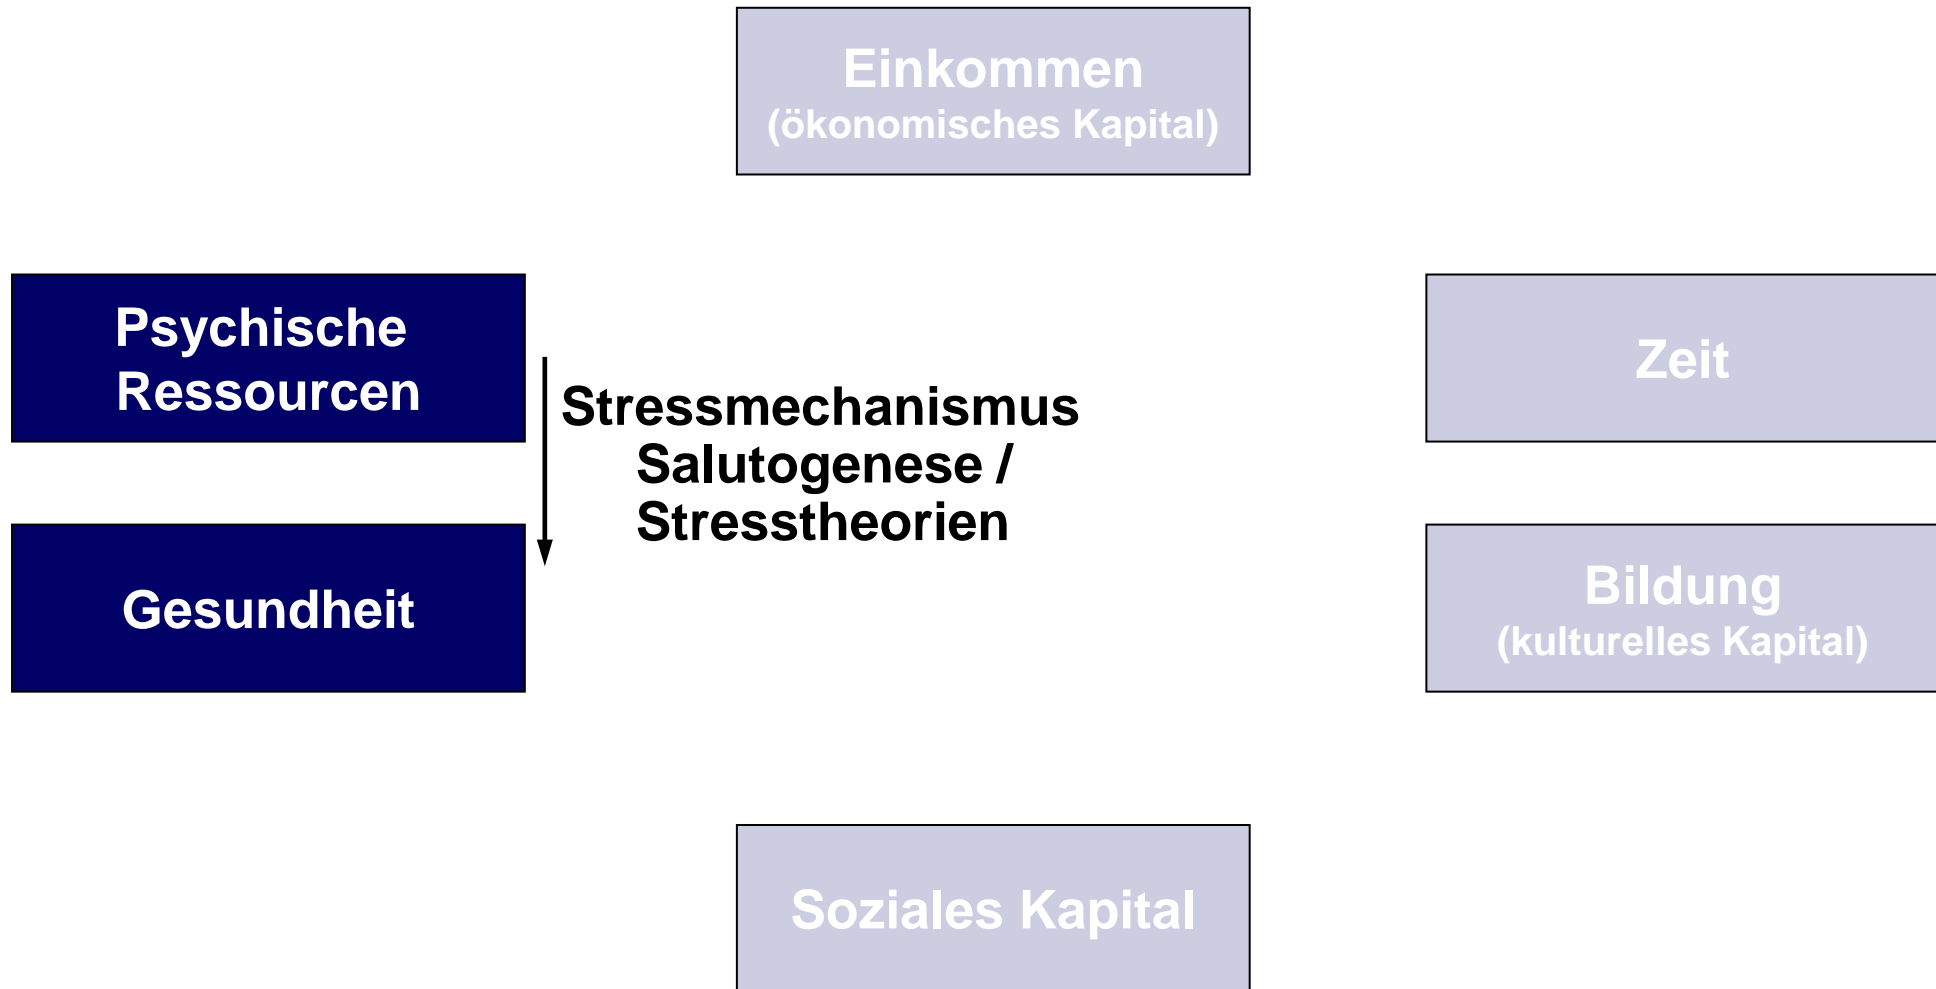 Einkommen
(ökonomisches Kapital)
Psychische
Ressourcen
Zeit
Stressmechanismus
Salutogenese /
Stresstheorien
Gesundheit
Bildung
(kulturelles Kapital)
Soziales Kapital